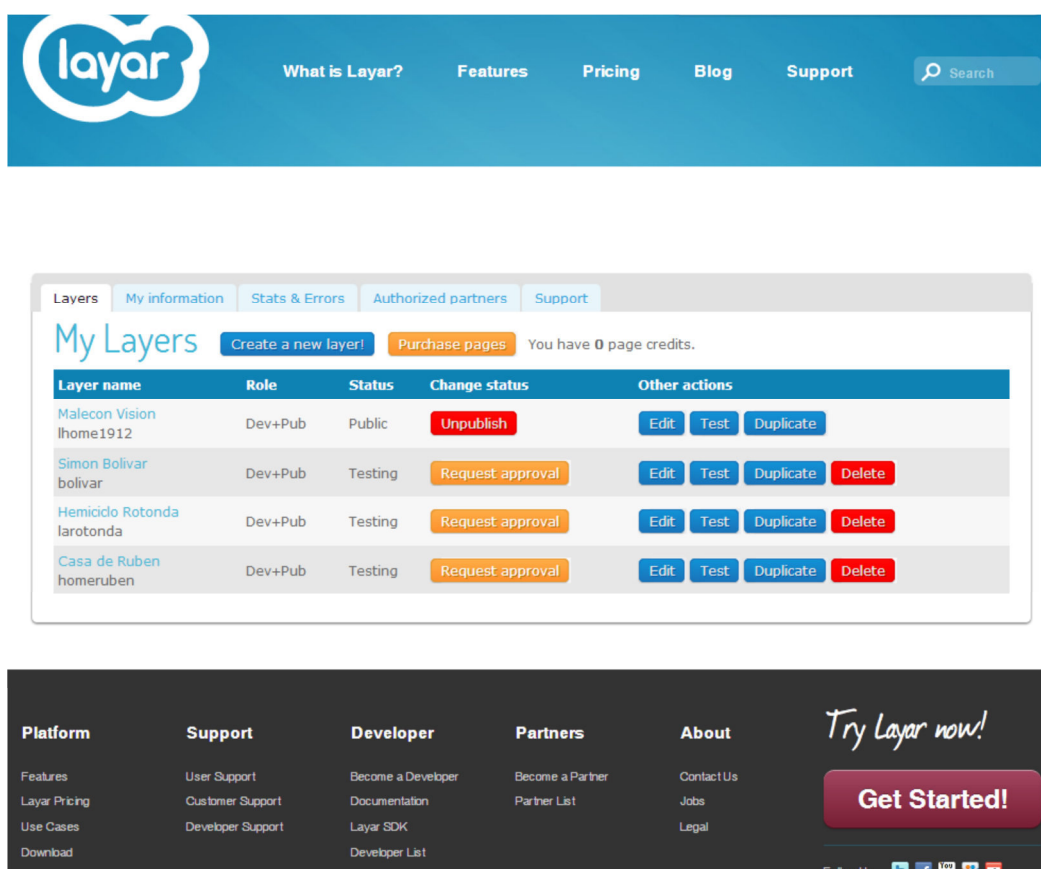 layar
What is Layar? Features Pricing Blog Support Search
Layers My information Stats & Errors Authorized partners Support
My Layers Create a new layer! Purchase pages You have 0 page credits.
Layer name Role Status Change status Other actions
Malecon Vision
lhome1912 Dev+Pub Public Unpublish Edit Test Duplicate
Simon Bolivar
bolivar Dev+Pub Testing Request approval Edit Test Duplicate Delete
Hemiciclo Rotonda
larotonda Dev+Pub Testing Request approval Edit Test Duplicate Delete
Casa de Ruben
homeruben Dev+Pub Testing Request approval Edit Test Duplicate Delete
Try Layar now!
Platform Support Developer Partners About
Features User Support Become a Developer Become a Partner Contact Us
Layar Pricing Customer Support Documentation Partner List Jobs
Get Started!
Use Cases Developer Support Layar SDK Legal
Download Developer List
You